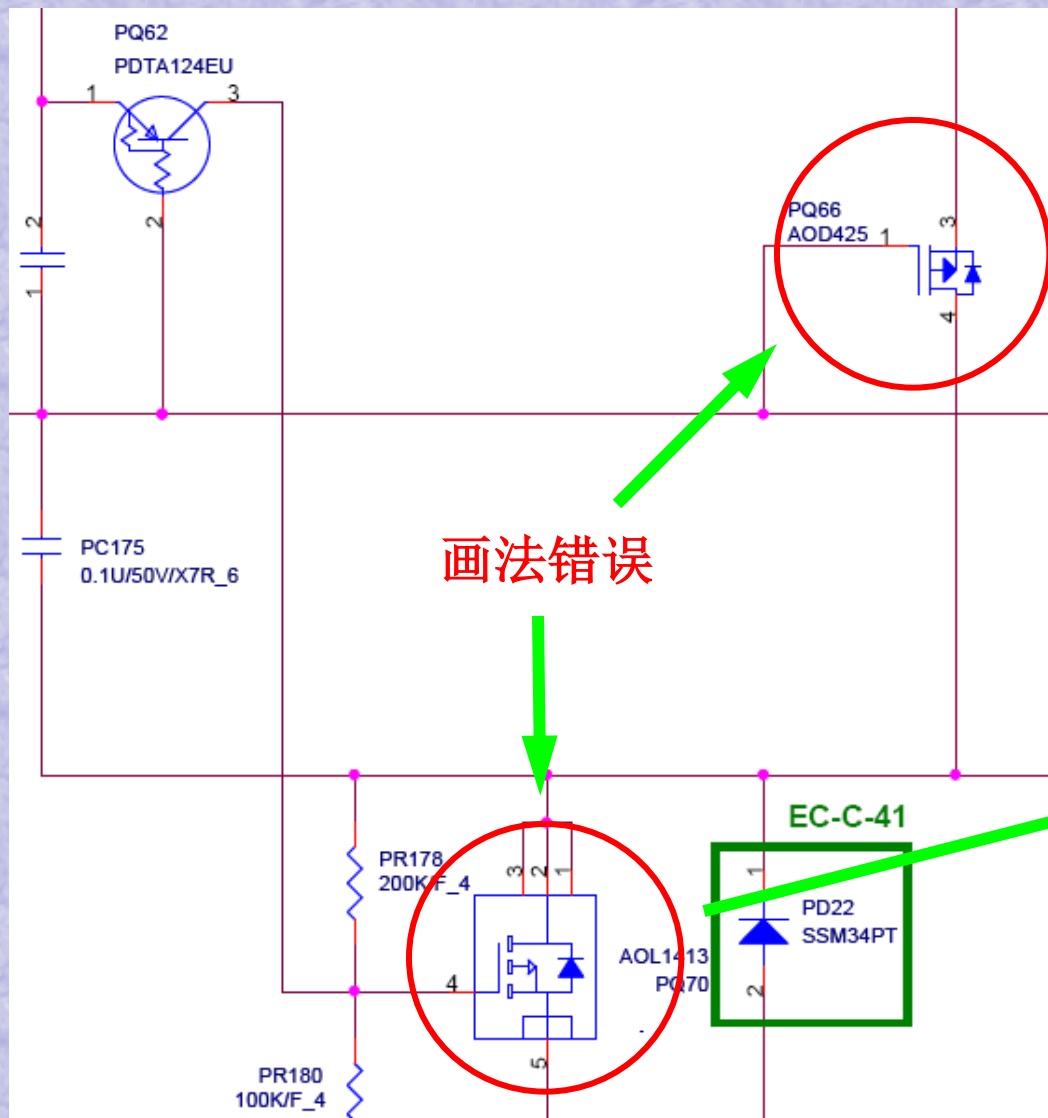 PQ62
PDTA124EU
1
3
2
2
1
PQ66
AOD425
1
3
4
PC175
0.1U/50V/X7R_6
画法错误
EC-C-41
PR178
200K/F_4
3
2
1
4
5
AOL1413
PQ70
1
PD22
SSM34PT
2
PR180
100K/F_4